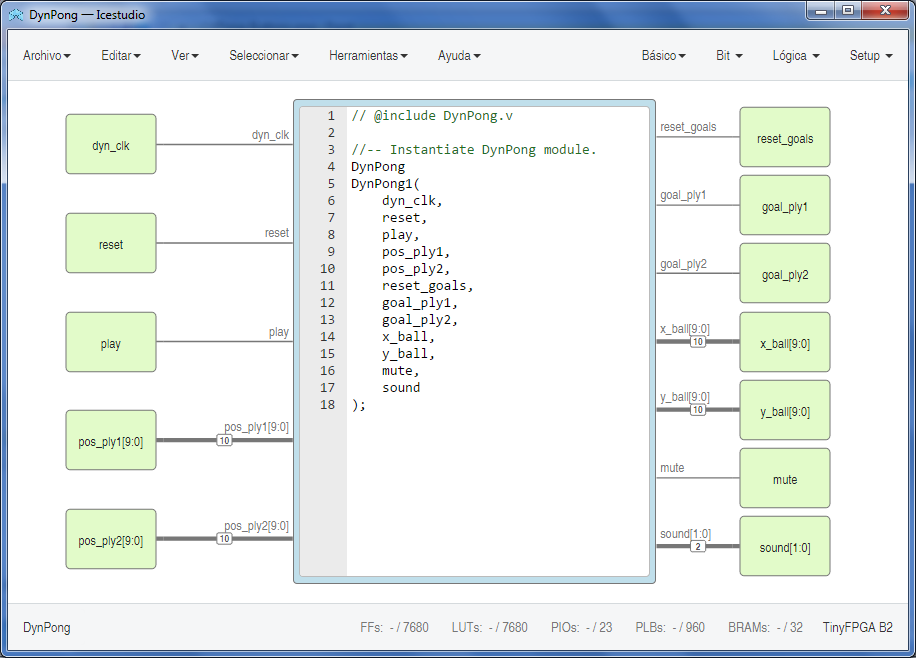 DynPong — Icestudio
Archivo Editar Ver Seleccionar Herramientas Ayuda Básico Bit Lógica Setup
dyn_clk
dyn_clk
reset
reset
play
play
pos_ply1[9:0]
pos_ply1[9:0]
10
pos_ply2[9:0]
pos_ply2[9:0]
10
1 // @include DynPong.v
2
3 //-- Instantiate DynPong module.
4 DynPong
5 DynPong1(
6 dyn_clk,
7 reset,
8 play,
9 pos_ply1,
10 pos_ply2,
11 reset_goals,
12 goal_ply1,
13 goal_ply2,
14 x_ball,
15 y_ball,
16 mute,
17 sound
18 );
reset_goals
reset_goals
goal_ply1
goal_ply1
goal_ply2
goal_ply2
x_ball[9:0]
10
x_ball[9:0]
y_ball[9:0]
10
y_ball[9:0]
mute
mute
sound[1:0]
2
sound[1:0]
DynPong FFs: - / 7680 LUTs: - / 7680 PIOs: - / 23 PLBs: - / 960 BRAMs: - / 32 TinyFPGA B2